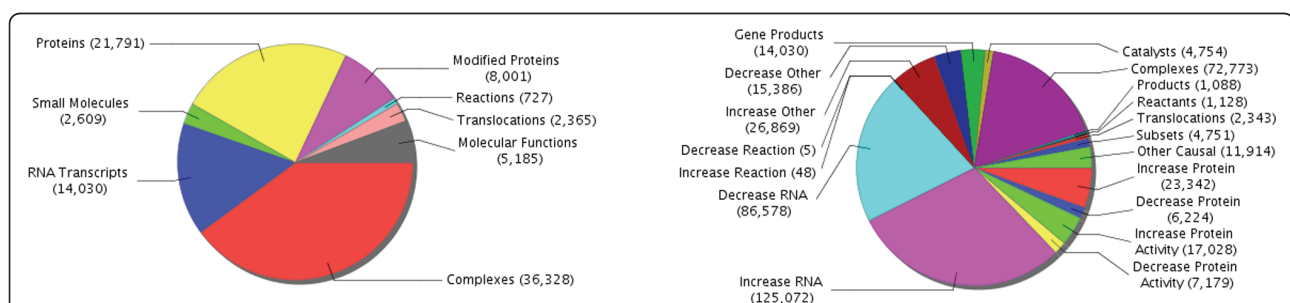 Proteins (21,791)
Small Molecules
(2,609)
RNA Transcripts
(14,030)
Modified Proteins
(8,001)
Reactions (727)
Translocations (2,365)
Molecular Functions
(5,185)
Complexes (36,328)
Gene Products
(14,030)
Decrease Other
(15,386)
Increase Other
(26,869)
Decrease Reaction (5)
Increase Reaction (48)
Decrease RNA
(86,578)
Increase RNA
(125,072)
Catalysts (4,754)
Complexes (72,773)
Products (1,088)
Reactants (1,128)
Translocations (2,343)
Subsets (4,751)
Other Causal (11,914)
Increase Protein
(23,342)
Decrease Protein
(6,224)
Increase Protein
Activity (17,028)
Decrease Protein
Activity (7,179)